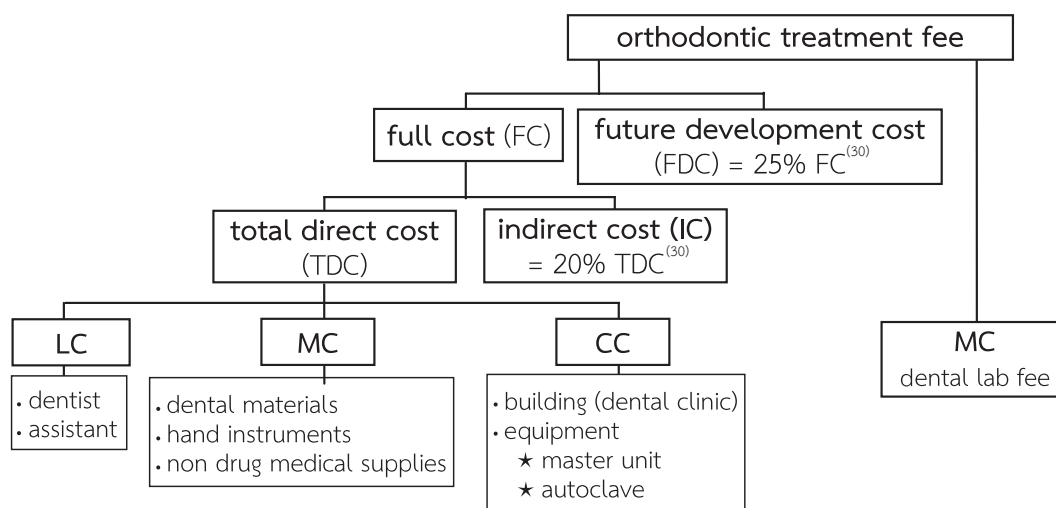 orthodontic treatment fee
full cost (FC)
future development cost
(FDC) = 25% FC(30)
total direct cost
(TDC)
indirect cost (IC)
= 20% TDC(30)
LC
MC
CC
MC
dental lab fee
• dentist
• assistant
• dental materials
• hand instruments
• non drug medical supplies
• building (dental clinic)
• equipment
★ master unit
★ autoclave